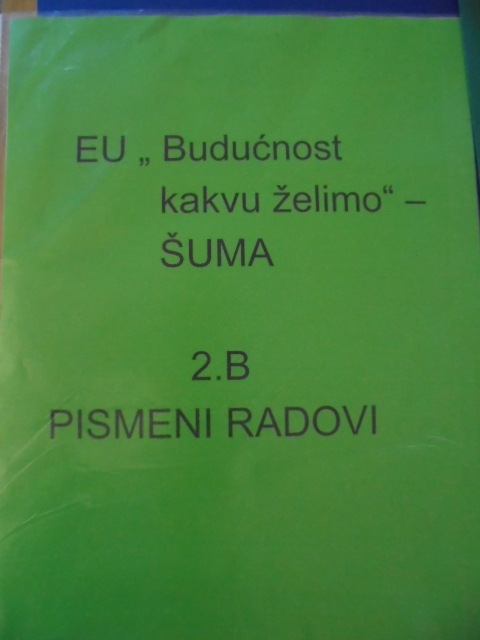 EU „ Budućnost
kakvu želimo“ –
ŠUMA
2.B
PISMENI RADOVI